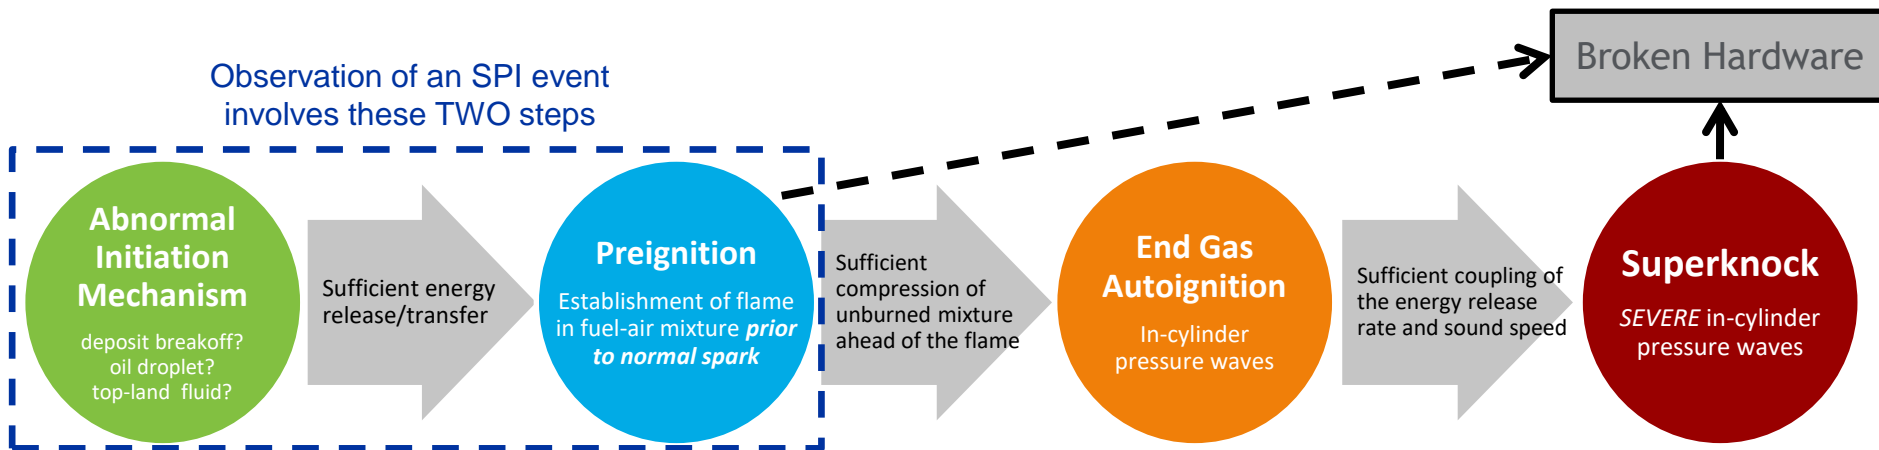 Observation of an SPI event
involves these TWO steps
Broken Hardware
Abnormal
Initiation
Mechanism
deposit breakoff?
oil droplet?
top-land fluid?
Sufficient energy
release/transfer
Preignition
Establishment of flame
in fuel-air mixture prior
to normal spark
Sufficient
compression of
unburned mixture
ahead of the flame
End Gas
Autoignition
In-cylinder
pressure waves
Sufficient coupling of
the energy release
rate and sound speed
Superknock
SEVERE in-cylinder
pressure waves